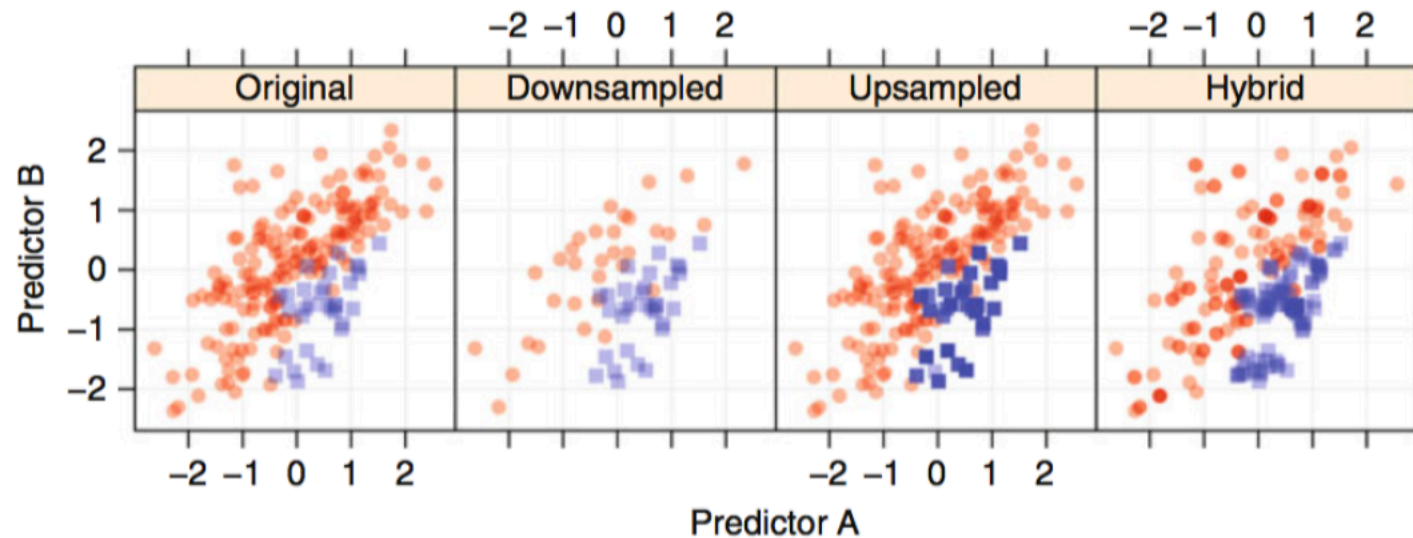 −2 −1 0 1 2 −2 −1 0 1 2
Original Downsampled Upsampled Hybrid
Predictor B
2
1
0
−1
−2
−2 −1 0 1 2 −2 −1 0 1 2
Predictor A